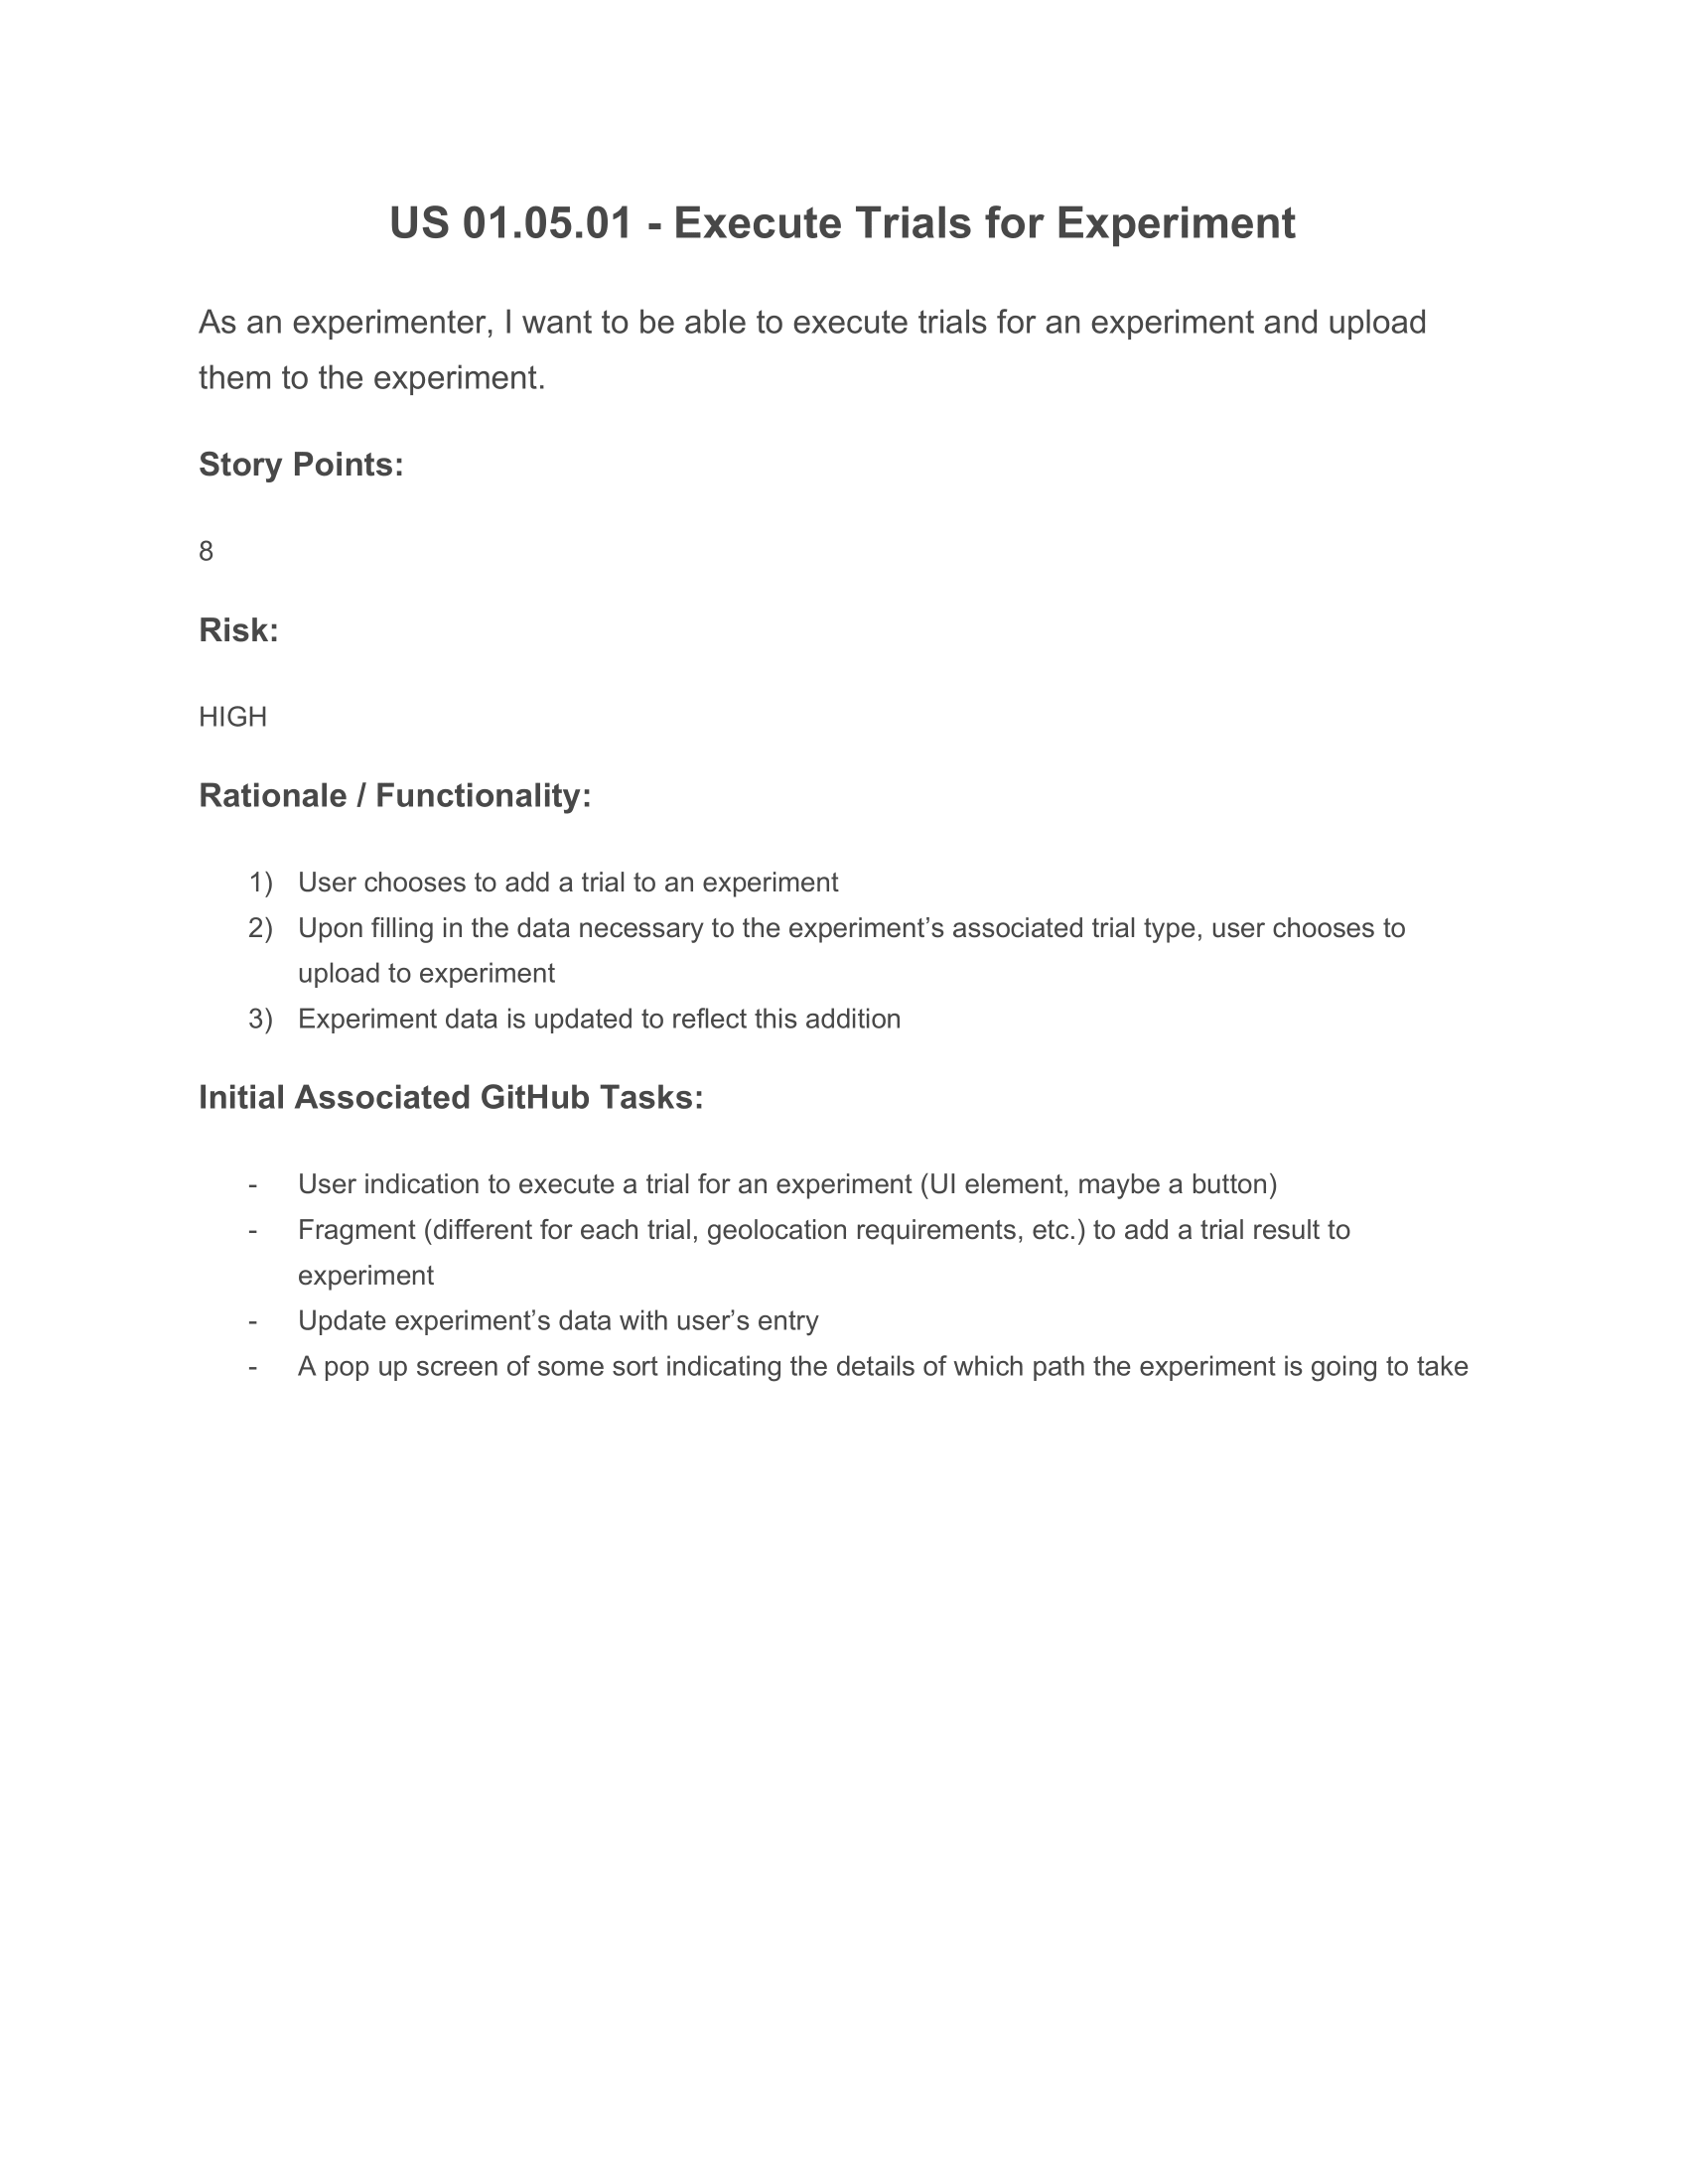 US 01.05.01 - Execute Trials for Experiment
As an experimenter, I want to be able to execute trials for an experiment and upload
them to the experiment.
Story Points:
8
Risk:
HIGH
Rationale / Functionality:
1) User chooses to add a trial to an experiment
2) Upon filling in the data necessary to the experiment’s associated trial type, user chooses to
upload to experiment
3) Experiment data is updated to reflect this addition
Initial Associated GitHub Tasks:
- User indication to execute a trial for an experiment (UI element, maybe a button)
- Fragment (different for each trial, geolocation requirements, etc.) to add a trial result to
experiment
- Update experiment’s data with user’s entry
- A pop up screen of some sort indicating the details of which path the experiment is going to take